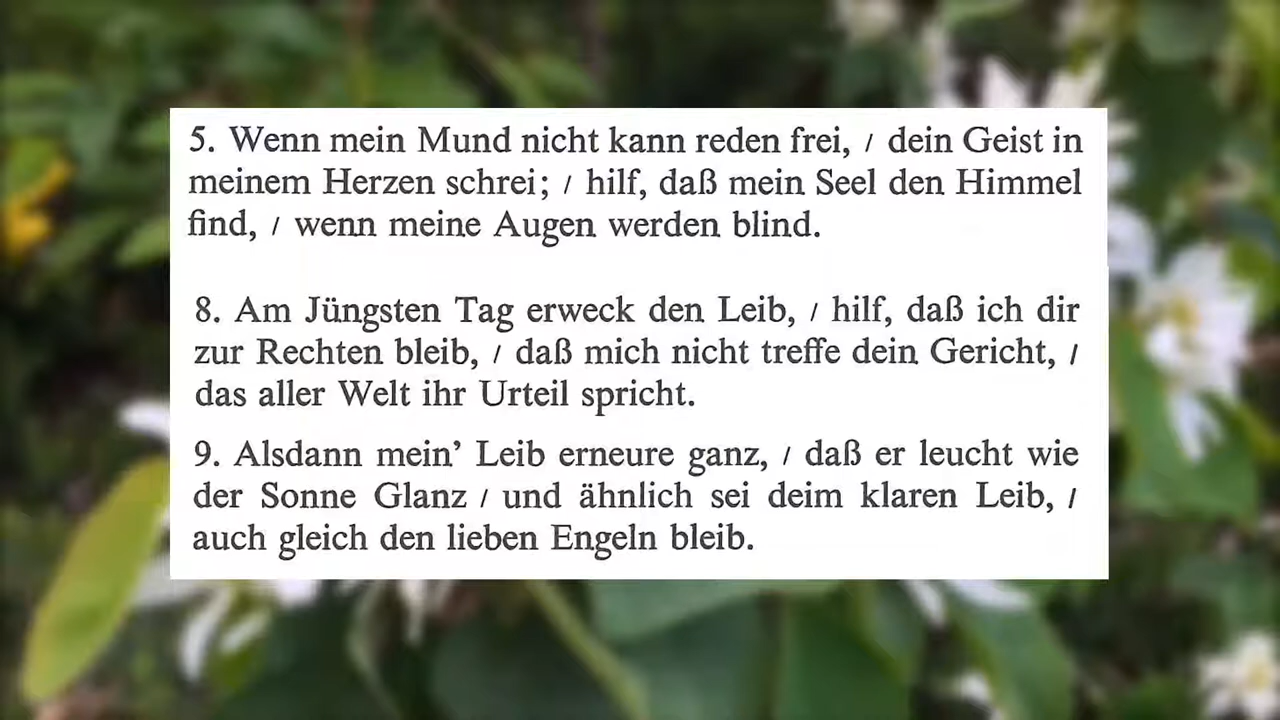 5. Wenn mein Mund nicht kann reden frei, / dein Geist in
meinem Herzen schrei; / hilf, daß mein Seel den Himmel
find, / wenn meine Augen werden blind.
8. Am Jüngsten Tag erweck den Leib, / hilf, daß ich dir
zur Rechten bleib, / daß mich nicht treffe dein Gericht, /
das aller Welt ihr Urteil spricht.
9. Alsdann mein’ Leib erneure ganz, / daß er leucht wie
der Sonne Glanz / und ähnlich sei deim klaren Leib, /
auch gleich den lieben Engeln bleib.